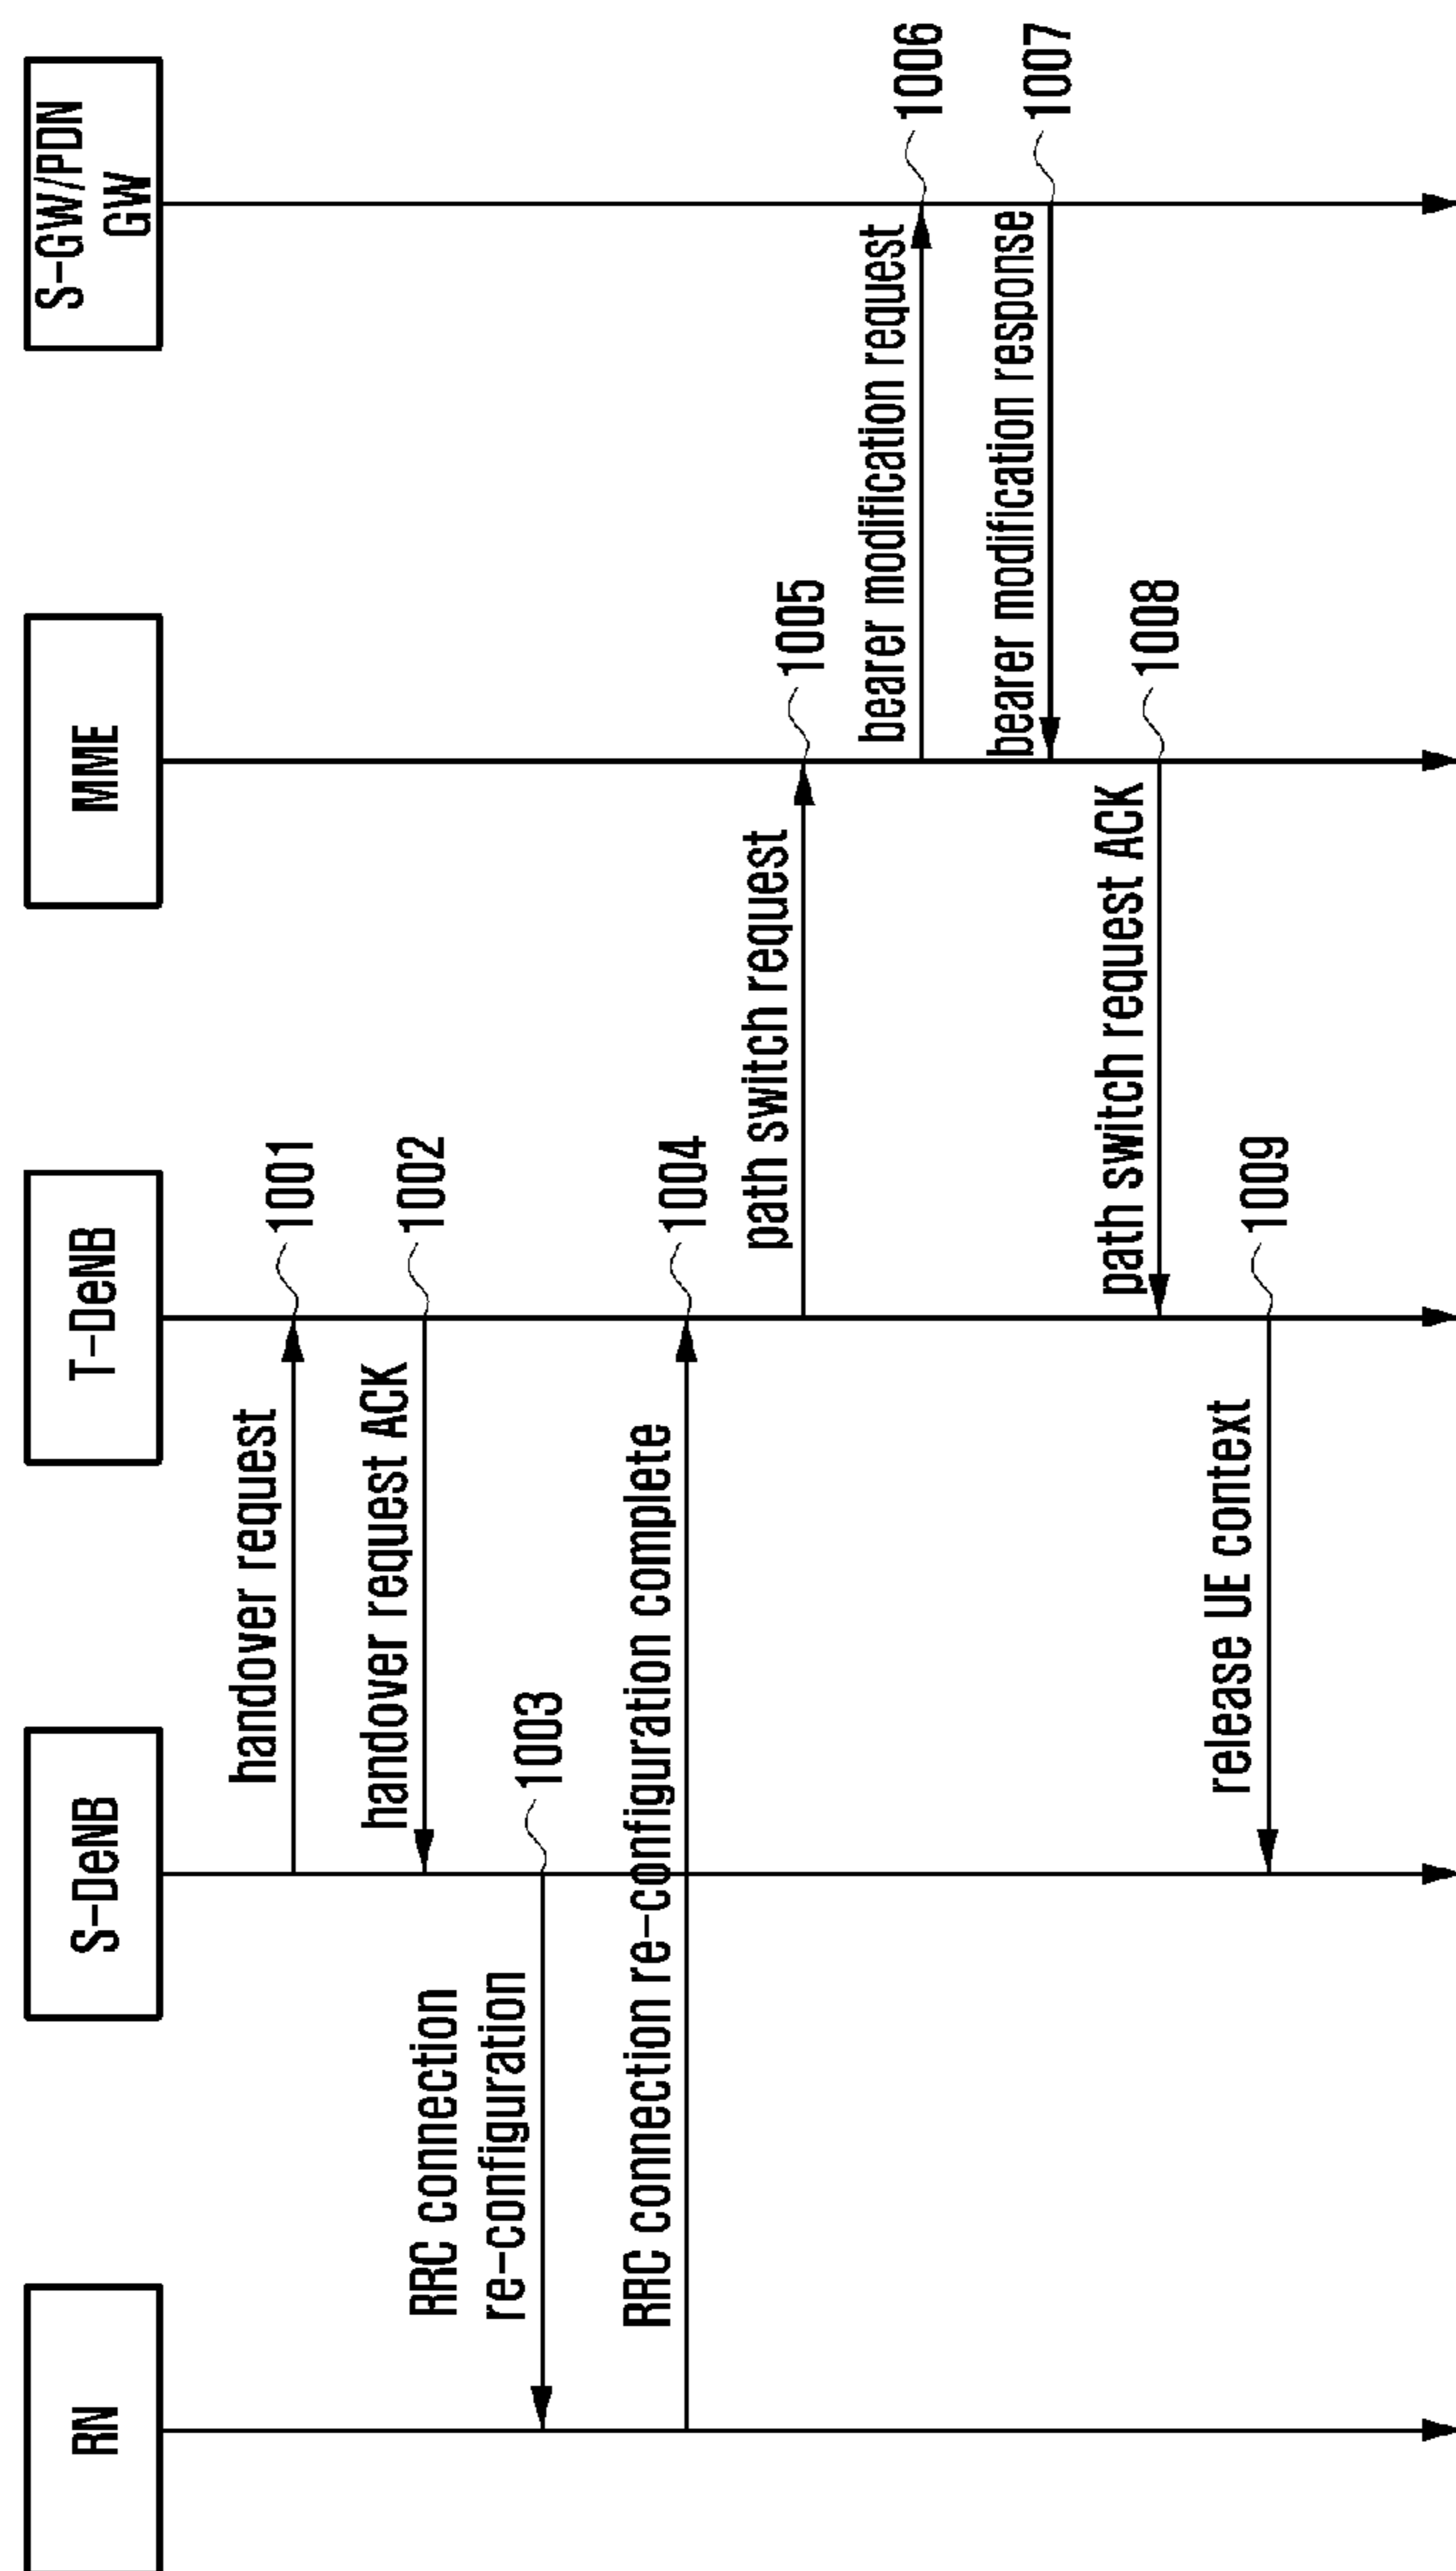 RN
S-DeNB
T-DeNB
MME
S-GW/PDN
GW
handover request
1001
handover request ACK
1002
RRC connection
re-configuration
1003
RRC connection re-configuration complete
1004
path switch request
1005
bearer modification request
1006
bearer modification response
1007
path switch request ACK
1008
release UE context
1009